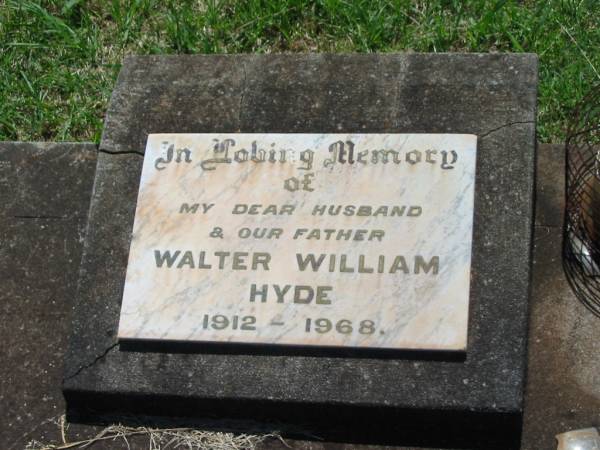 In Loving Memory
of
MY DEAR HUSBAND
& OUR FATHER
WALTER WILLIAM
HYDE
1912 - 1968.